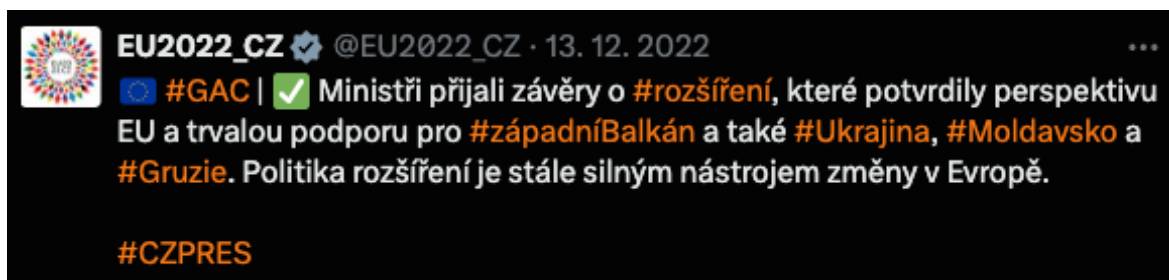 EU2022_CZ @EU2022_CZ · 13. 12. 2022
🇪🇺 #GAC | ✅ Ministři přijali závěry o #rozšíření, které potvrdily perspektivu
EU a trvalou podporu pro #západníBalkán a také #Ukrajina, #Moldavsko a
#Gruzie. Politika rozšíření je stále silným nástrojem změny v Evropě.
#CZPRES